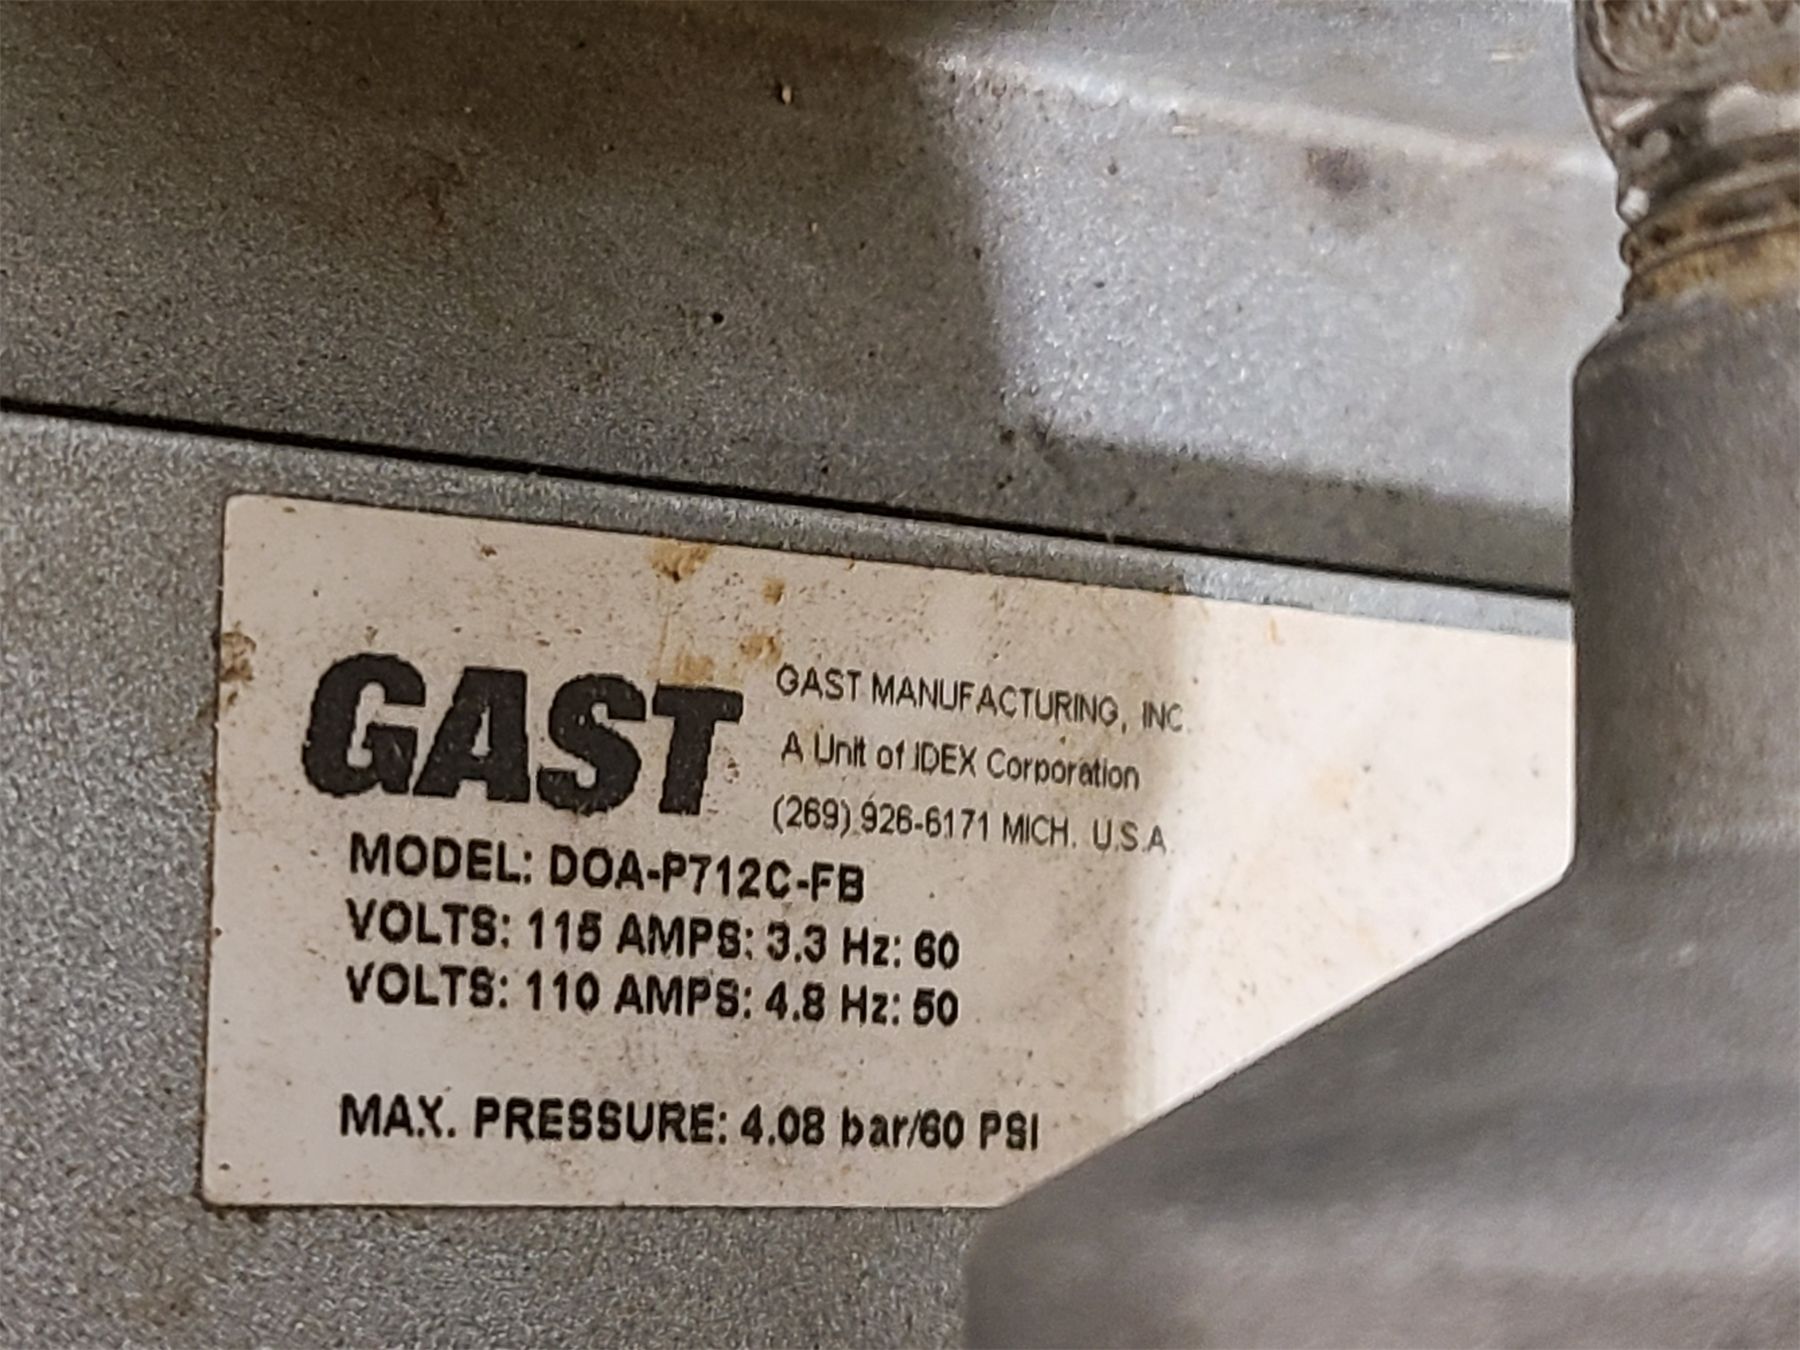 GAST
GAST MANUFACTURING, INC.
A Unit of IDEX Corporation
(269) 926-6171 MICH. U.S.A.
MODEL: DOA-P712C-FB
VOLTS: 115 AMPS: 3.3 Hz: 60
VOLTS: 110 AMPS: 4.8 Hz: 50
MAX. PRESSURE: 4.08 bar/60 PSI